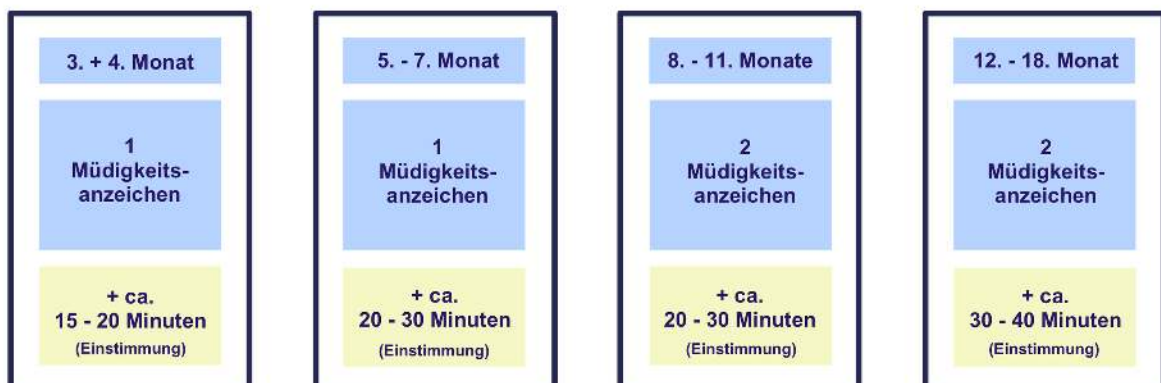 3. + 4. Monat
1
Müdigkeits-
anzeichen
+ ca.
15 - 20 Minuten
(Einstimmung)
5. - 7. Monat
1
Müdigkeits-
anzeichen
+ ca.
20 - 30 Minuten
(Einstimmung)
8. - 11. Monate
2
Müdigkeits-
anzeichen
+ ca.
20 - 30 Minuten
(Einstimmung)
12. - 18. Monat
2
Müdigkeits-
anzeichen
+ ca.
30 - 40 Minuten
(Einstimmung)